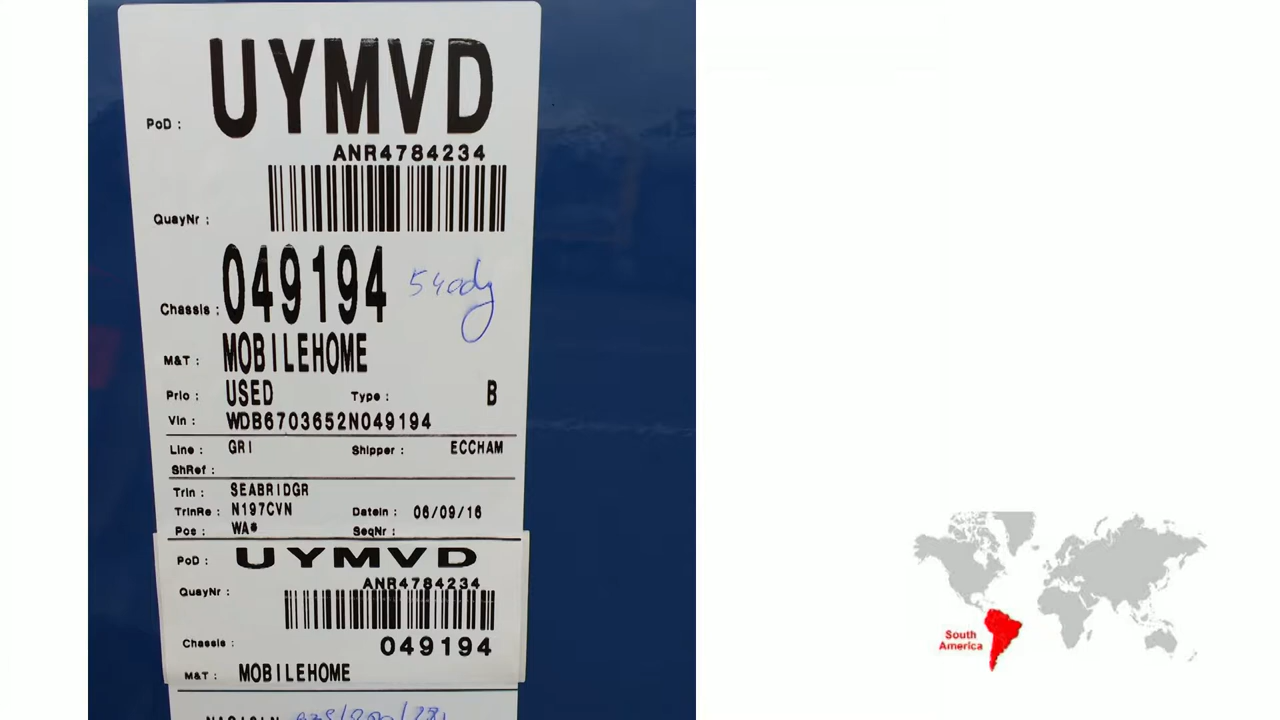 PoD : UYMVD
ANR4784234
QuayNr :
Chassis : 049194
M&T : MOBILEHOME
Prio : USED Type : B
Vin : WDB6703652N049194
Line : GRI Shipper : ECCHAM
ShRef :
TrIn : SEABRIDGR
TrInRe : N197CVN DateIn : 06/09/16
Pos : WA* SeqNr :
PoD : UYMVD
ANR4784234
QuayNr :
Chassis : 049194
M&T : MOBILEHOME
South
America